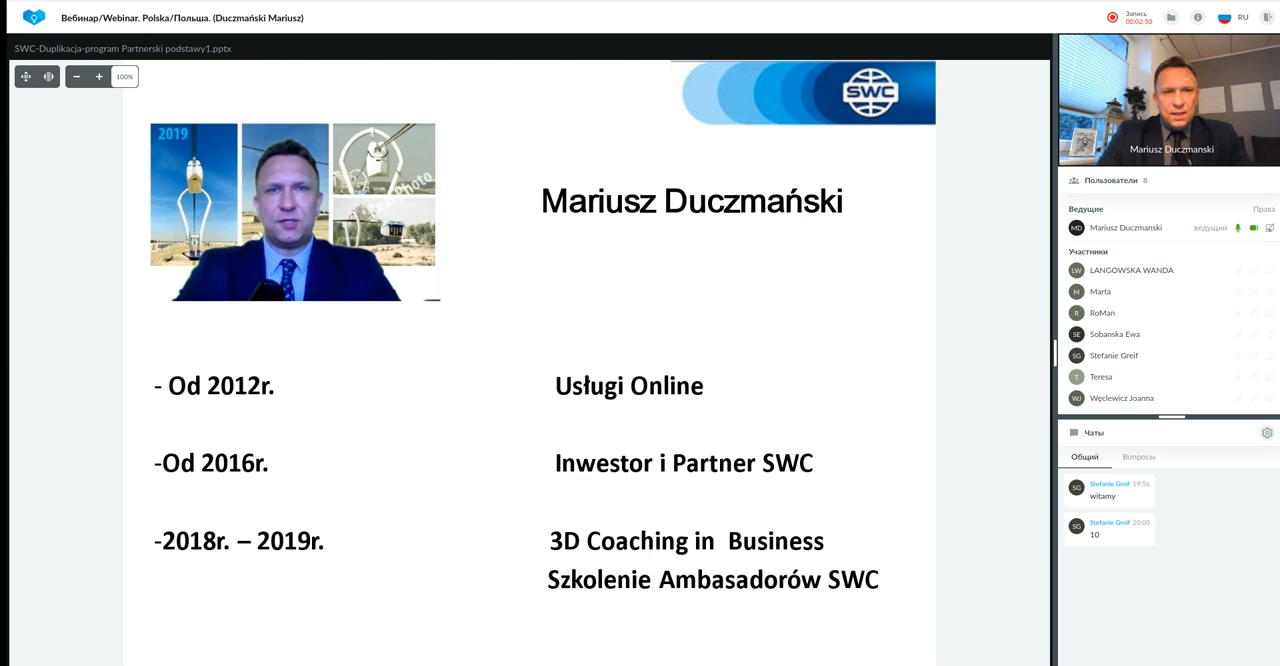 Вебинар/Webinar. Polska/Польша. (Duczmański Mariusz)
Запись
00:02:50
RU
SWC-Duplikacja-program Partnerski podstawy1.pptx
100%
SWC
2019
Real Photo
Mariusz Duczmański
- Od 2012r. Usługi Online
-Od 2016r. Inwestor i Partner SWC
-2018r. – 2019r. 3D Coaching in Business
Szkolenie Ambasadorów SWC
Mariusz Duczmanski
Пользователи 8
Ведущие Права
MD Mariusz Duczmanski ведущий
Участники
LW LANGOWSKA WANDA
M Marta
R RoMan
SE Sobanska Ewa
SG Stefanie Greif
T Teresa
WJ Węclewicz Joanna
Чаты
Общий Вопросы
SG Stefanie Greif 19:56
witamy
SG Stefanie Greif 20:00
10